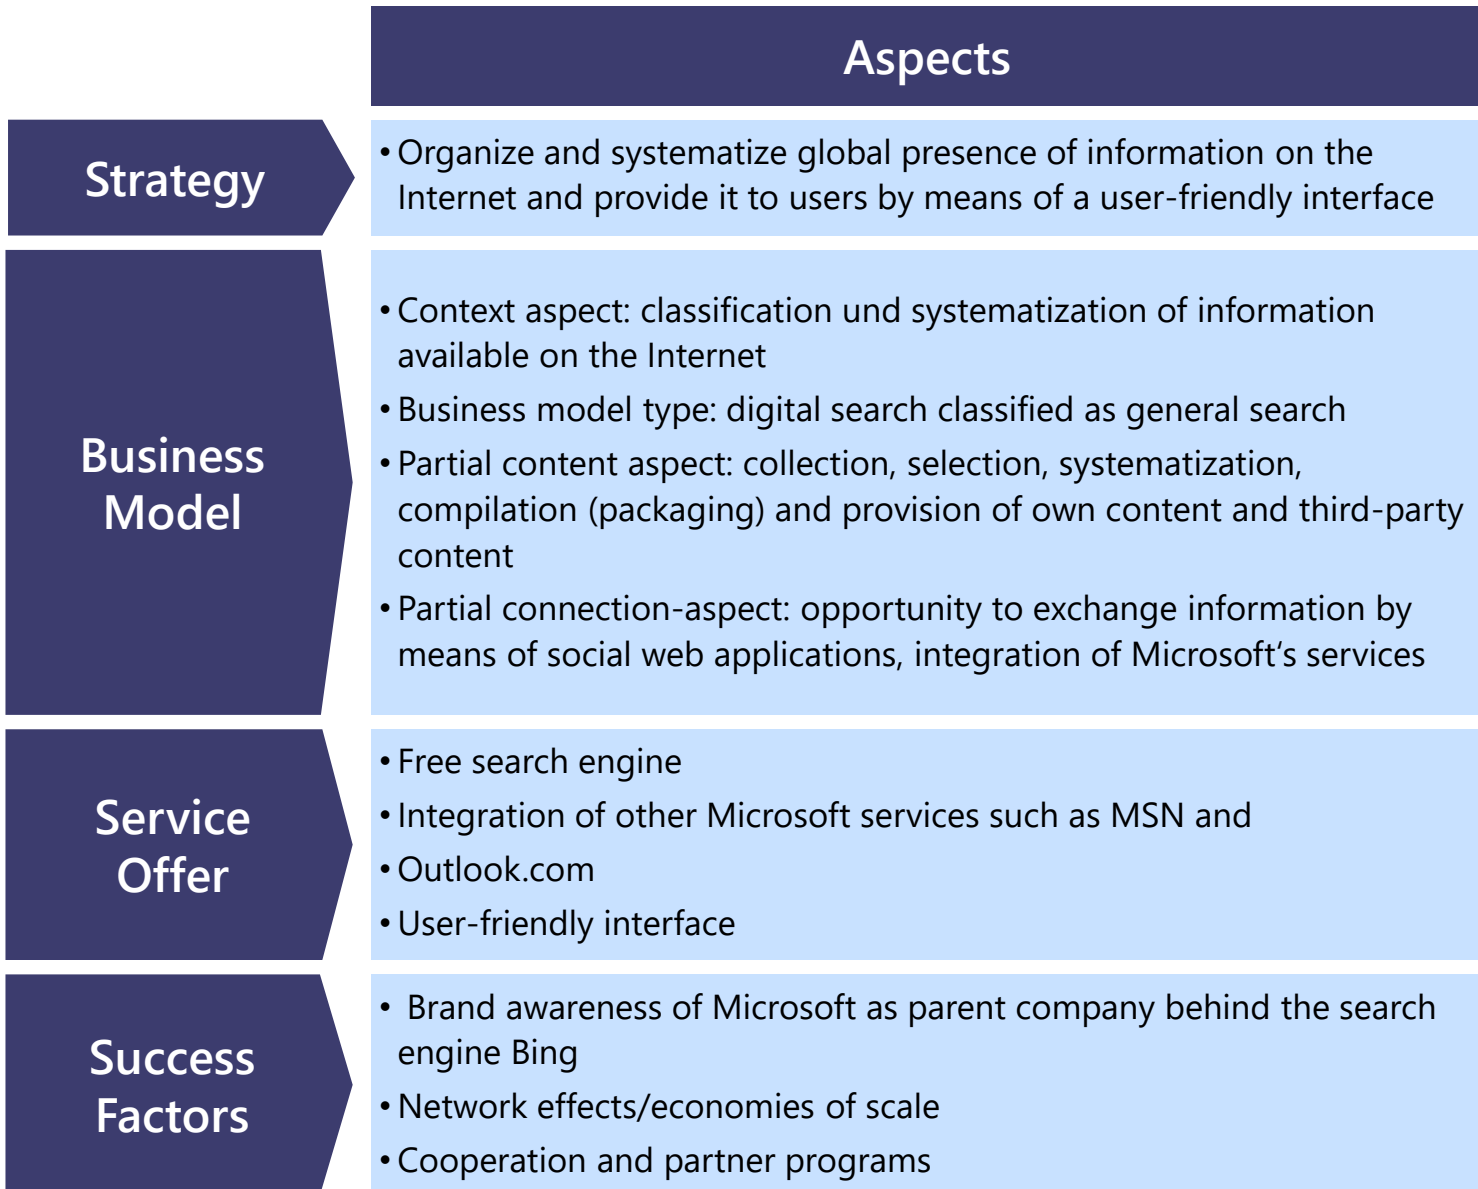 Aspects
Strategy
• Organize and systematize global presence of information on the
Internet and provide it to users by means of a user-friendly interface
Business
Model
• Context aspect: classification und systematization of information
available on the Internet
• Business model type: digital search classified as general search
• Partial content aspect: collection, selection, systematization,
compilation (packaging) and provision of own content and third-party
content
• Partial connection-aspect: opportunity to exchange information by
means of social web applications, integration of Microsoft‘s services
Service
Offer
• Free search engine
• Integration of other Microsoft services such as MSN and
• Outlook.com
• User-friendly interface
Success
Factors
• Brand awareness of Microsoft as parent company behind the search
engine Bing
• Network effects/economies of scale
• Cooperation and partner programs